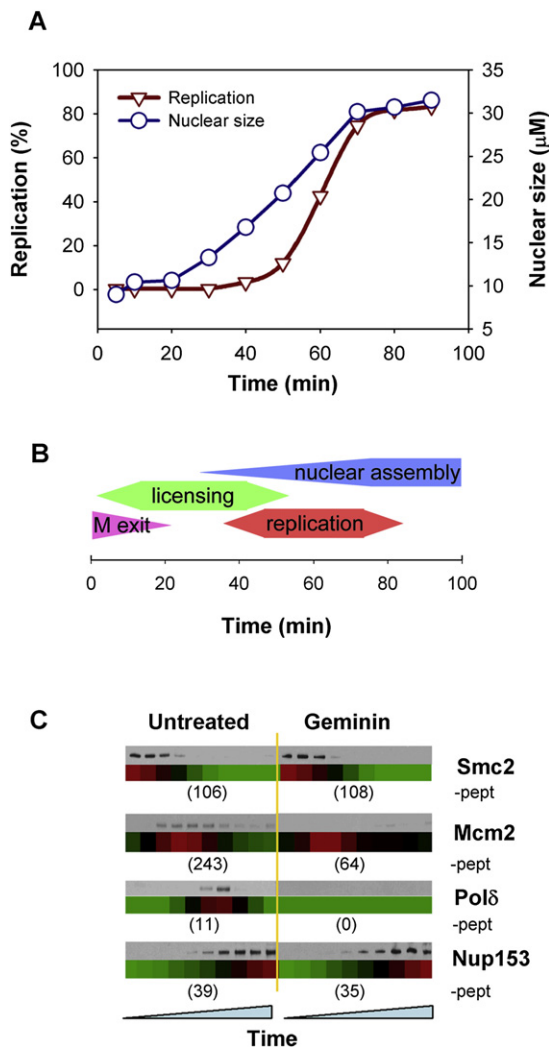 A
100
80
60
40
20
0
Replication (%)
Replication
Nuclear size
35
30
25
20
15
10
5
Nuclear size (μM)
0 20 40 60 80 100
Time (min)
B
nuclear assembly
licensing
M exit
replication
0 20 40 60 80 100
Time (min)
C
Untreated Geminin
Smc2
(106) (108) -pept
Mcm2
(243) (64) -pept
Polδ
(11) (0) -pept
Nup153
(39) (35) -pept
Time